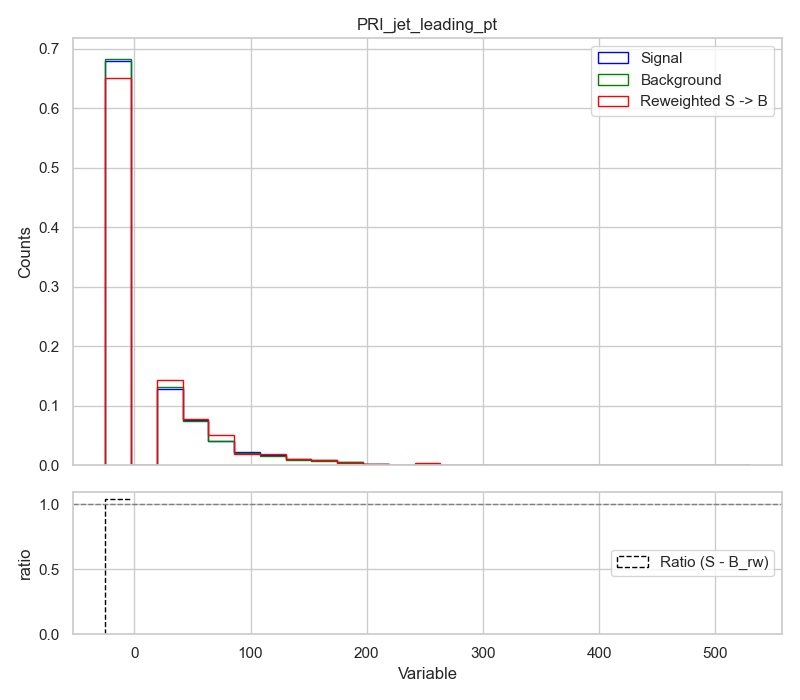 PRI_jet_leading_pt
0.7
0.6
0.5
0.4
0.3
0.2
0.1
0.0
Counts
Signal
Background
Reweighted S -> B
1.0
0.5
0.0
ratio
Ratio (S - B_rw)
0 100 200 300 400 500
Variable